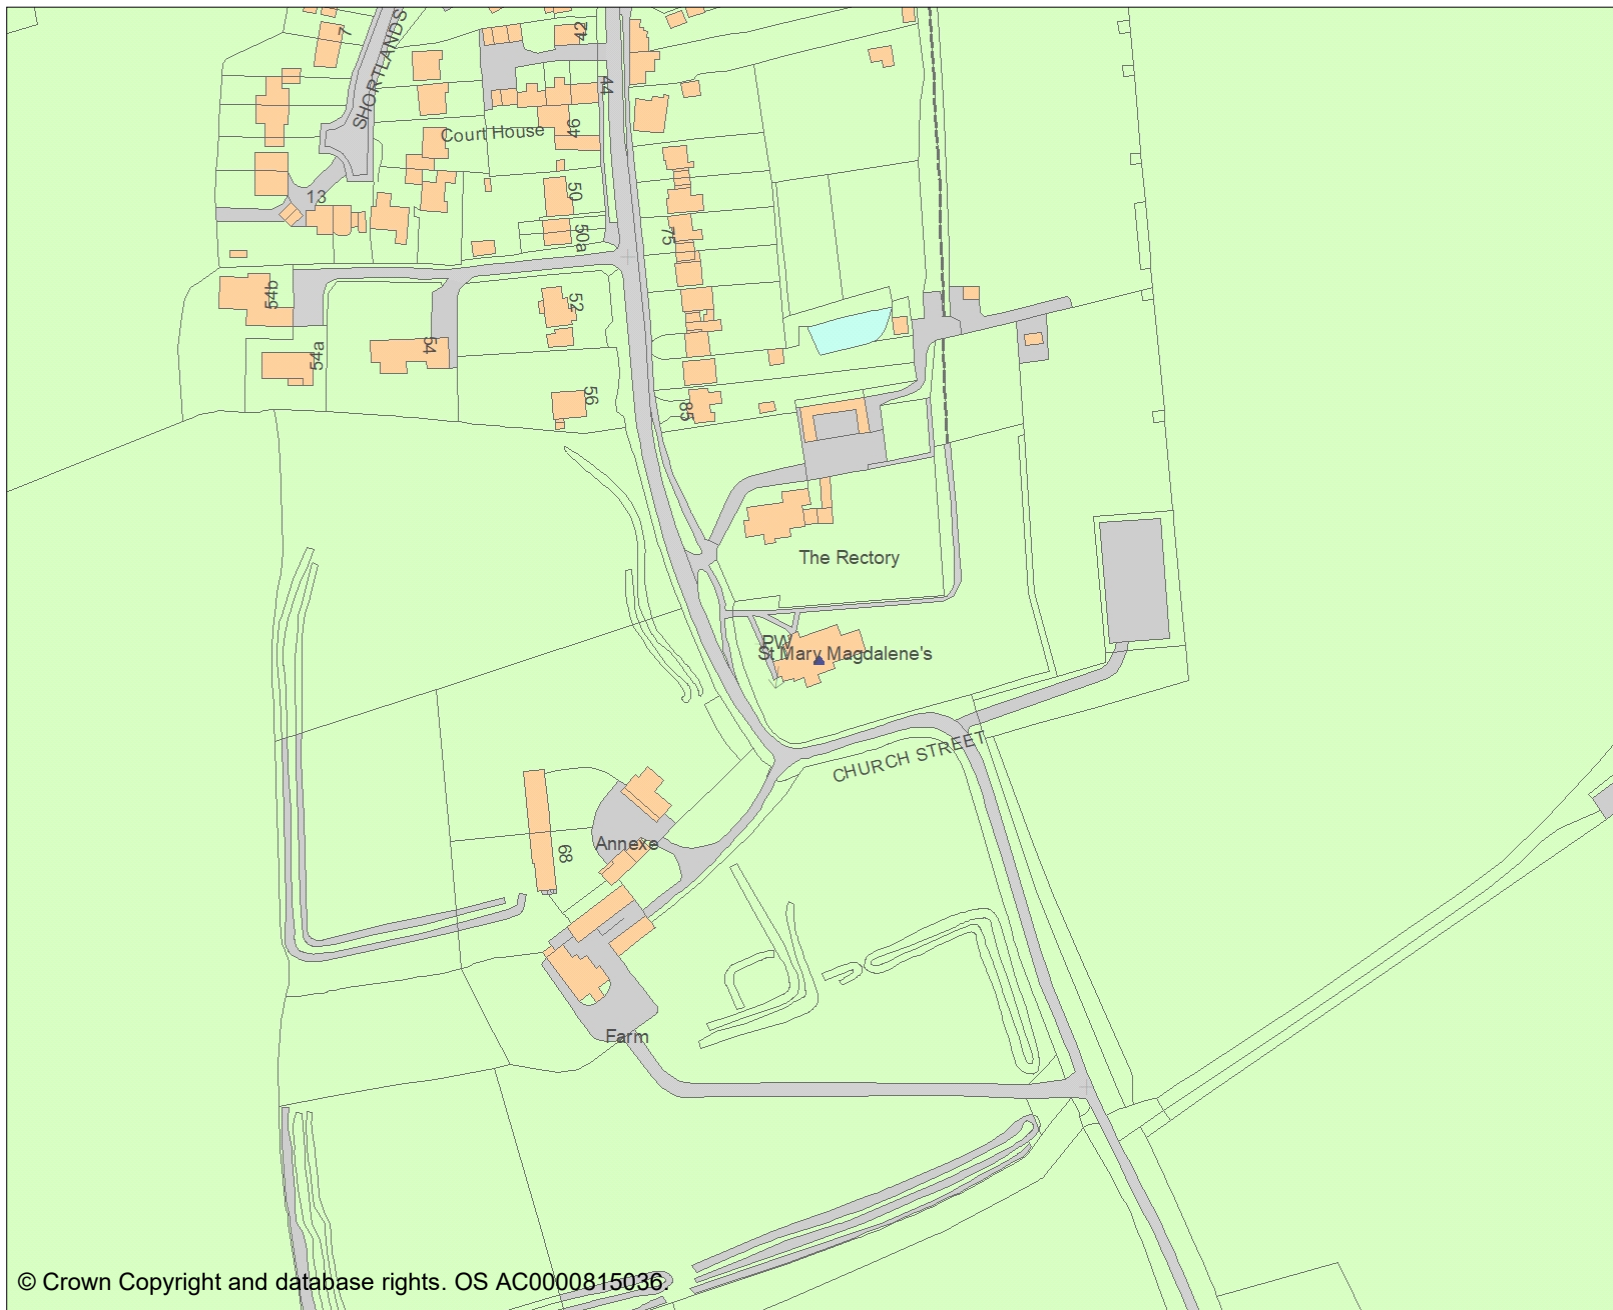 7
SHORTLANDS
42
44
Court House
46
13
50
50a
75
54b
52
54a
54
56
85
The Rectory
PW
St Mary Magdalene's
CHURCH STREET
Annexe
68
Farm
© Crown Copyright and database rights. OS AC0000815036.